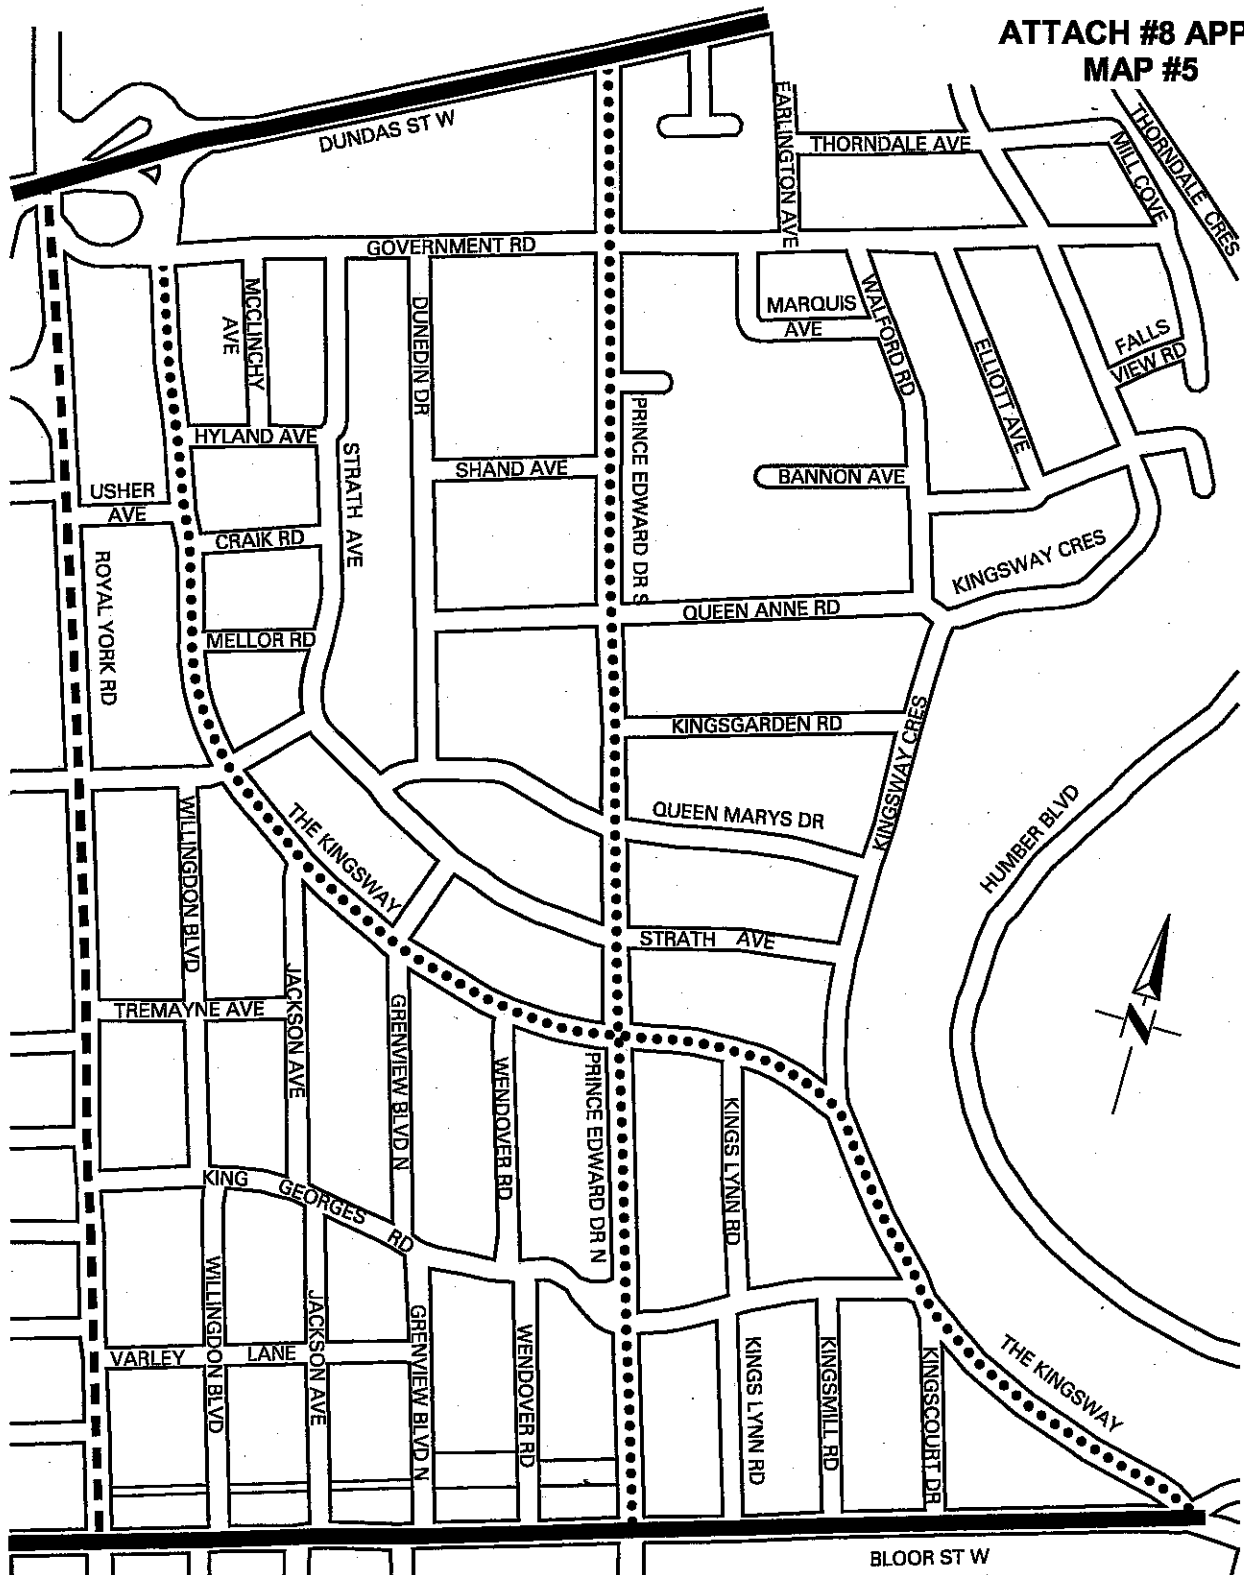 ATTACH #8 APP
MAP #5
DUNDAS ST W
EARLINGTON AVE
THORNDALE AVE
MILL COVE
THORNDALE CRES
GOVERNMENT RD
MCCLINCHY
AVE
DUNEDIN DR
MARQUIS
AVE
WALFORD RD
ELLIOTT AVE
FALLS
VIEW RD
HYLAND AVE
STRATH AVE
SHAND AVE
PRINCE EDWARD DR S
BANNON AVE
USHER
AVE
CRAIK RD
ROYAL YORK RD
KINGSWAY CRES
QUEEN ANNE RD
MELLOR RD
KINGSGARDEN RD
KINGSWAY CRES
WILLINGDON BLVD
THE KINGSWAY
QUEEN MARYS DR
HUMBER BLVD
STRATH AVE
JACKSON AVE
TREMAYNE AVE
GRENVIEW BLVD N
WENDOVER RD
PRINCE EDWARD DR N
KINGS LYNN RD
N
KING GEORGES RD
WILLINGDON BLVD
JACKSON AVE
GRENVIEW BLVD N
WENDOVER RD
KINGS LYNN RD
KINGSMILL RD
KINGSCOURT DR
THE KINGSWAY
VARLEY LANE
BLOOR ST W